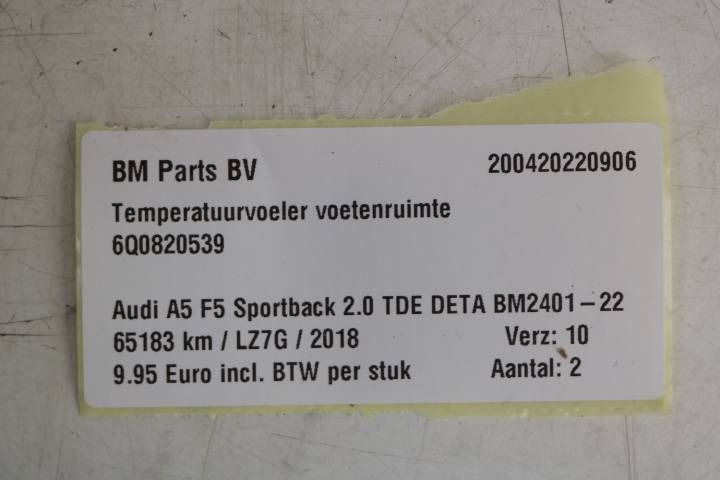 BM Parts BV 200420220906
Temperatuurvoeler voetenruimte
6Q0820539
Audi A5 F5 Sportback 2.0 TDE DETA BM2401-22
65183 km / LZ7G / 2018 Verz: 10
9.95 Euro incl. BTW per stuk Aantal: 2